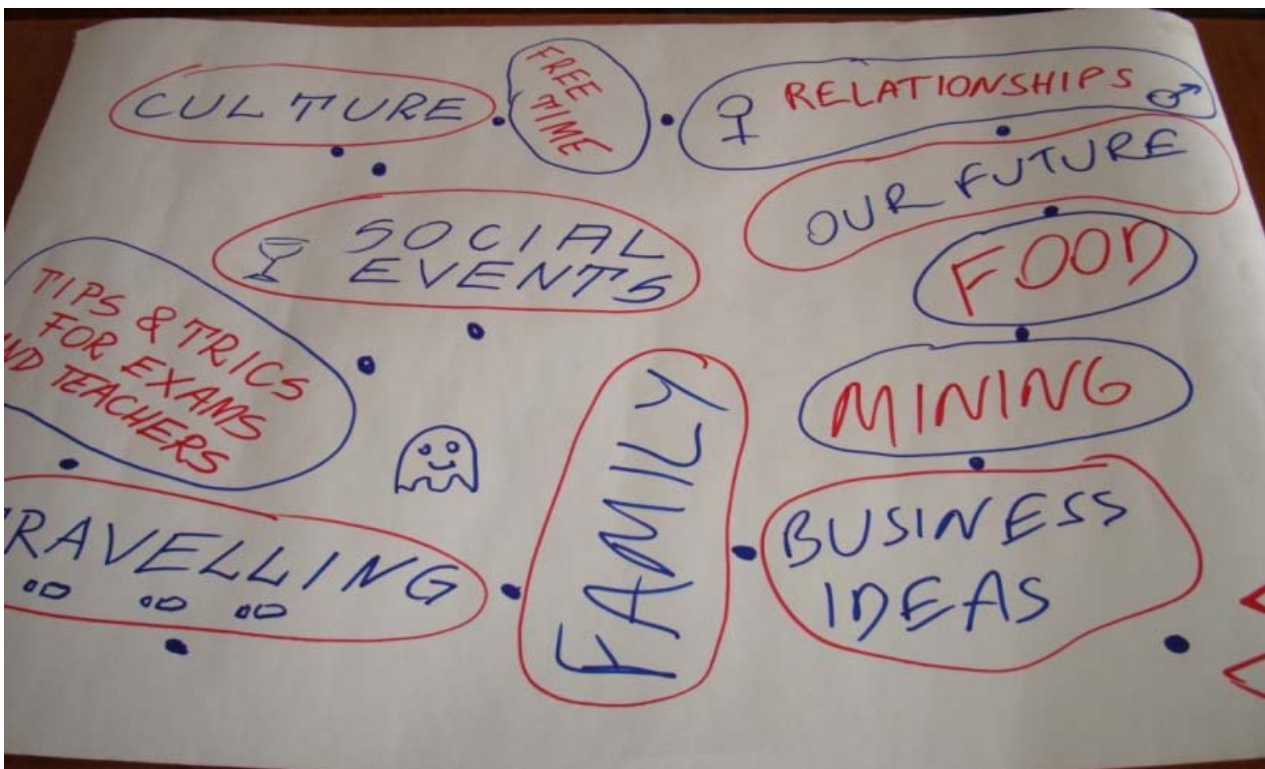 CULTURE
FREE
TIME
RELATIONSHIPS
OUR FUTURE
SOCIAL
EVENTS
FOOD
TIPS & TRICS
FOR EXAMS
ND TEACHERS
MINING
FAMILY
RAVELLING
BUSINESS
IDEAS